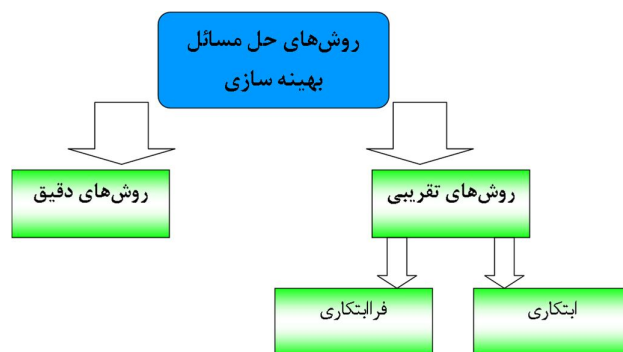 روش‌های حل مسائل
بهینه سازی
روش‌های تقریبی
روش‌های دقیق
ابتکاری
فراابتکاری